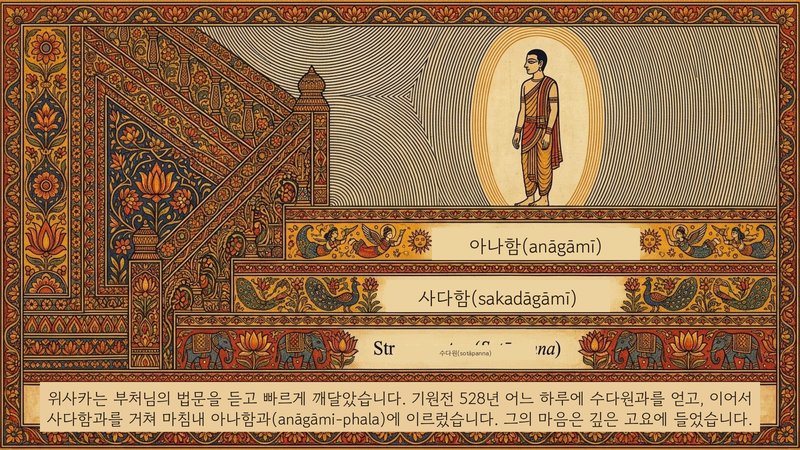 아나함(anāgāmī)
사다함(sakadāgāmī)
수다원(sotāpanna)
위사카는 부처님의 법문을 듣고 빠르게 깨달았습니다. 기원전 528년 어느 하루에 수다원과를 얻고, 이어서
사다함과를 거쳐 마침내 아나함과(anāgāmi-phala)에 이르렀습니다. 그의 마음은 깊은 고요에 들었습니다.